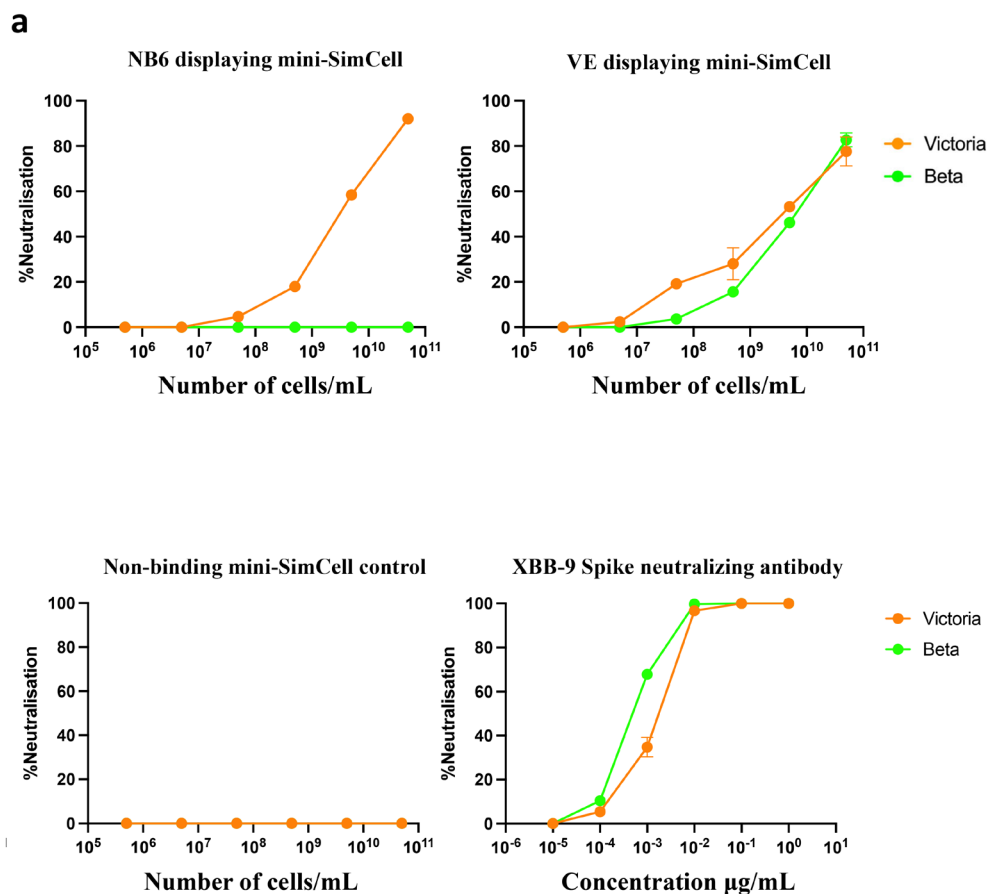 a
NB6 displaying mini-SimCell
%Neutralisation
100
80
60
40
20
0
10^5 10^6 10^7 10^8 10^9 10^10 10^11
Number of cells/mL
VE displaying mini-SimCell
%Neutralisation
100
80
60
40
20
0
10^5 10^6 10^7 10^8 10^9 10^10 10^11
Number of cells/mL
Victoria
Beta
Non-binding mini-SimCell control
%Neutralisation
100
80
60
40
20
0
10^5 10^6 10^7 10^8 10^9 10^10 10^11
Number of cells/mL
XBB-9 Spike neutralizing antibody
%Neutralisation
100
80
60
40
20
0
10^-6 10^-5 10^-4 10^-3 10^-2 10^-1 10^0 10^1
Concentration µg/mL
Victoria
Beta